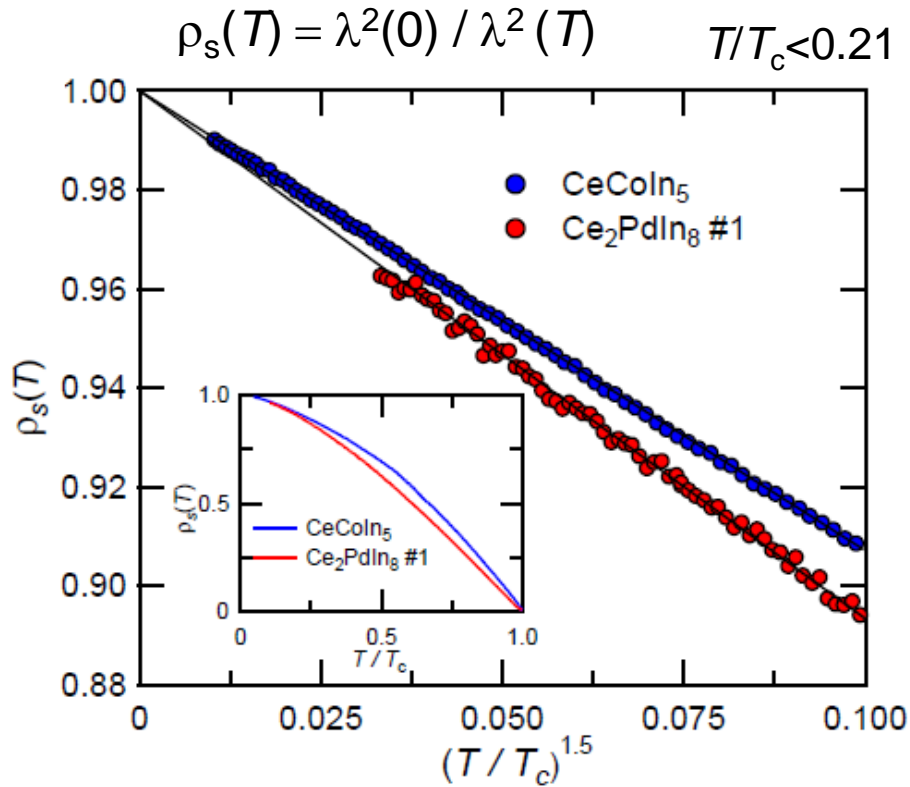 ρs(T) = λ²(0) / λ² (T)
T/Tc<0.21
1.00
0.98
0.96
0.94
0.92
0.90
0.88
ρs(T)
CeCoIn₅
Ce₂PdIn₈ #1
1.0
0.5
0
ρs(T)
CeCoIn₅
Ce₂PdIn₈ #1
0 0.5 1.0
T / Tc
0 0.025 0.050 0.075 0.100
(T / Tc)^1.5